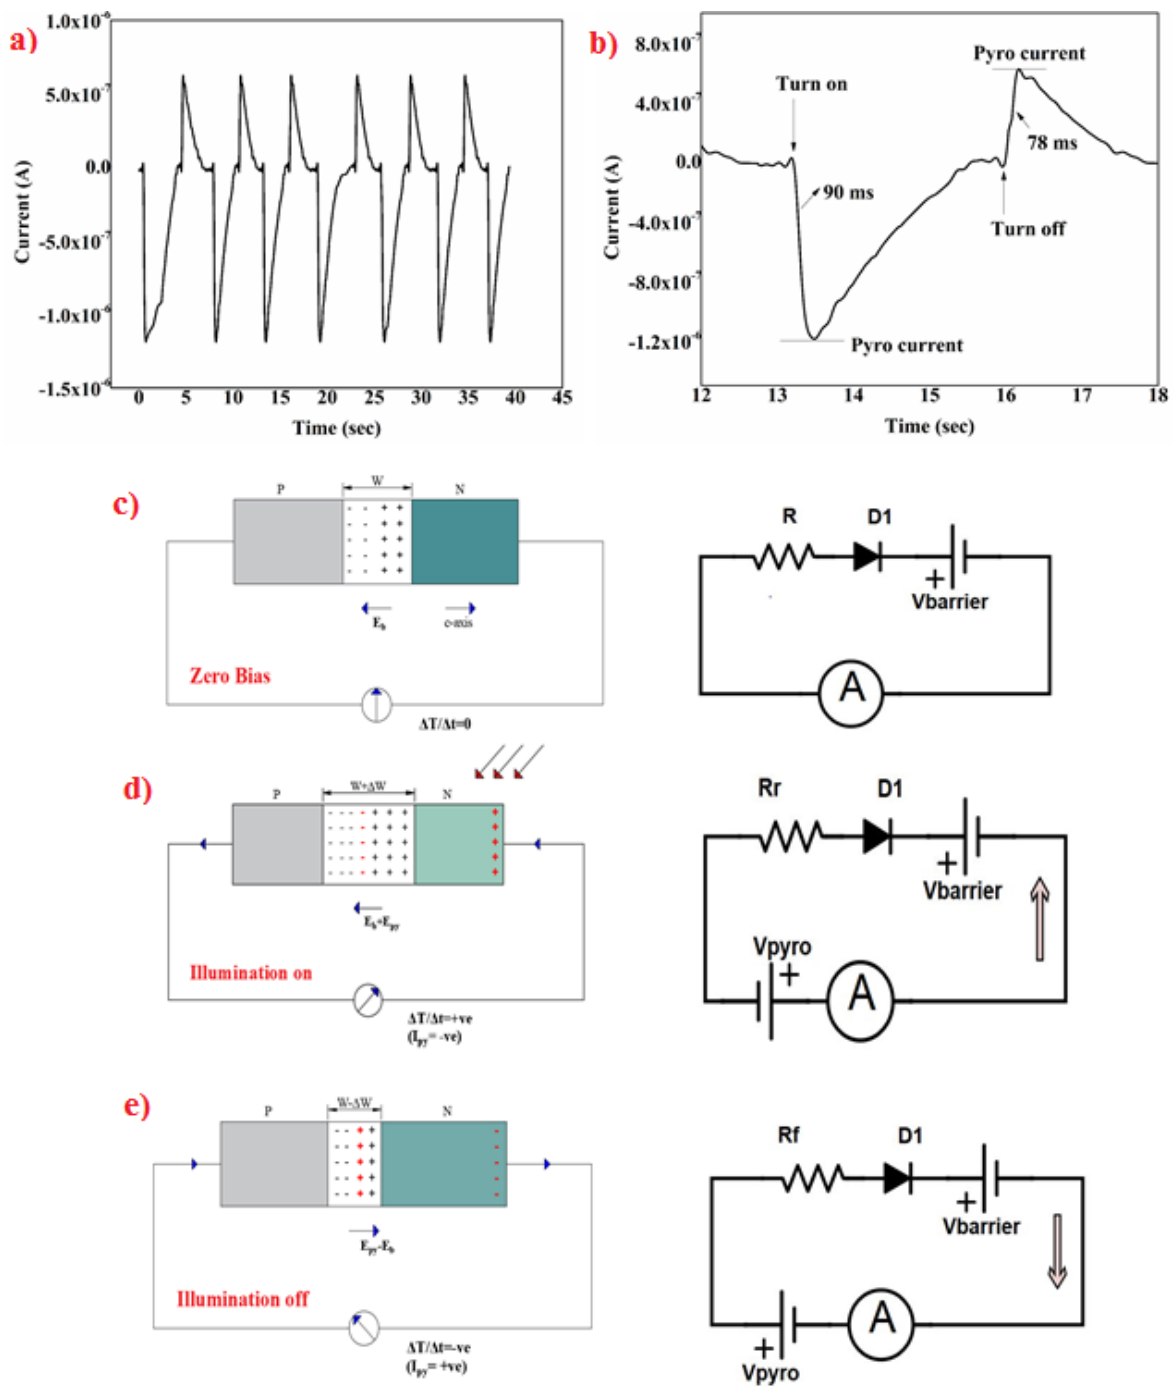 a)
1.0x10⁻⁶
5.0x10⁻⁷
0.0
-5.0x10⁻⁷
-1.0x10⁻⁶
-1.5x10⁻⁶
Current (A)
0 5 10 15 20 25 30 35 40 45
Time (sec)
b)
8.0x10⁻⁷
4.0x10⁻⁷
0.0
-4.0x10⁻⁷
-8.0x10⁻⁷
-1.2x10⁻⁶
Current (A)
Turn on
Pyro current
90 ms
78 ms
Turn off
Pyro current
12 13 14 15 16 17 18
Time (sec)
c)
P W N
- - + +
- - + +
- - + +
- - + +
- - + +
E_b c-axis
Zero Bias
ΔT/Δt=0
R D1
+
Vbarrier
A
d)
P W+ΔW N
- - - - + + + +
- - - - + + + +
- - - - + + + +
- - - - + + + +
- - - - + + + +
E_b+E_py
Illumination on
ΔT/Δt=+ve
(I_py= -ve)
Rr D1
+
Vbarrier
Vpyro
+
A
e)
P W-ΔW N
- - + + -
- - + + -
- - + + -
- - + + -
- - + + -
E_py-E_b
Illumination off
ΔT/Δt=-ve
(I_py= +ve)
Rf D1
+
Vbarrier
A
+
Vpyro